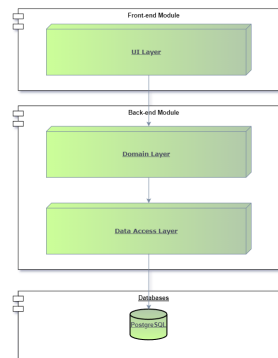 Front-end Module
UI Layer
Back-end Module
Domain Layer
Data Access Layer
Databases
PostgreSQL